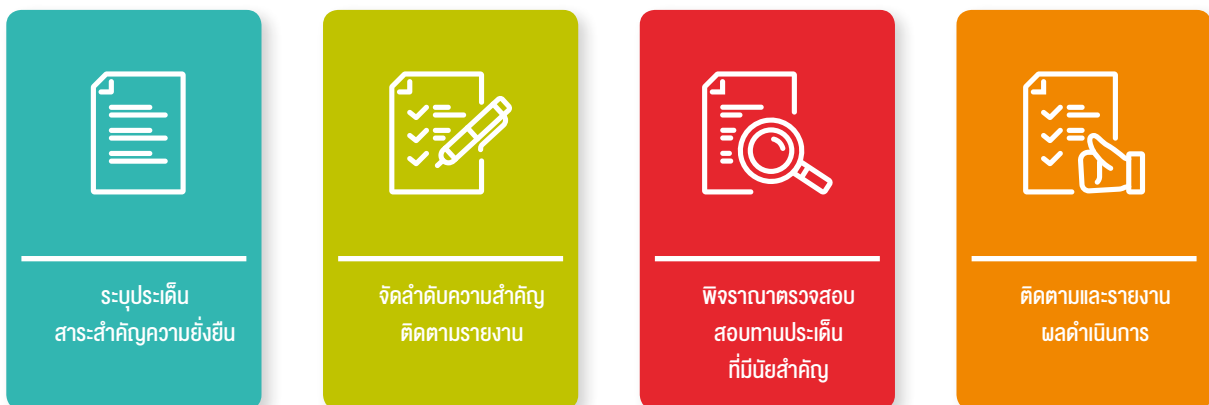 ระบุประเด็น
สาระสำคัญความยั่งยืน
จัดลำดับความสำคัญ
ติดตามรายงาน
พิจราณาตรวจสอบ
สอบทานประเด็น
ที่มีนัยสำคัญ
ติดตามและรายงาน
ผลดำเนินการ